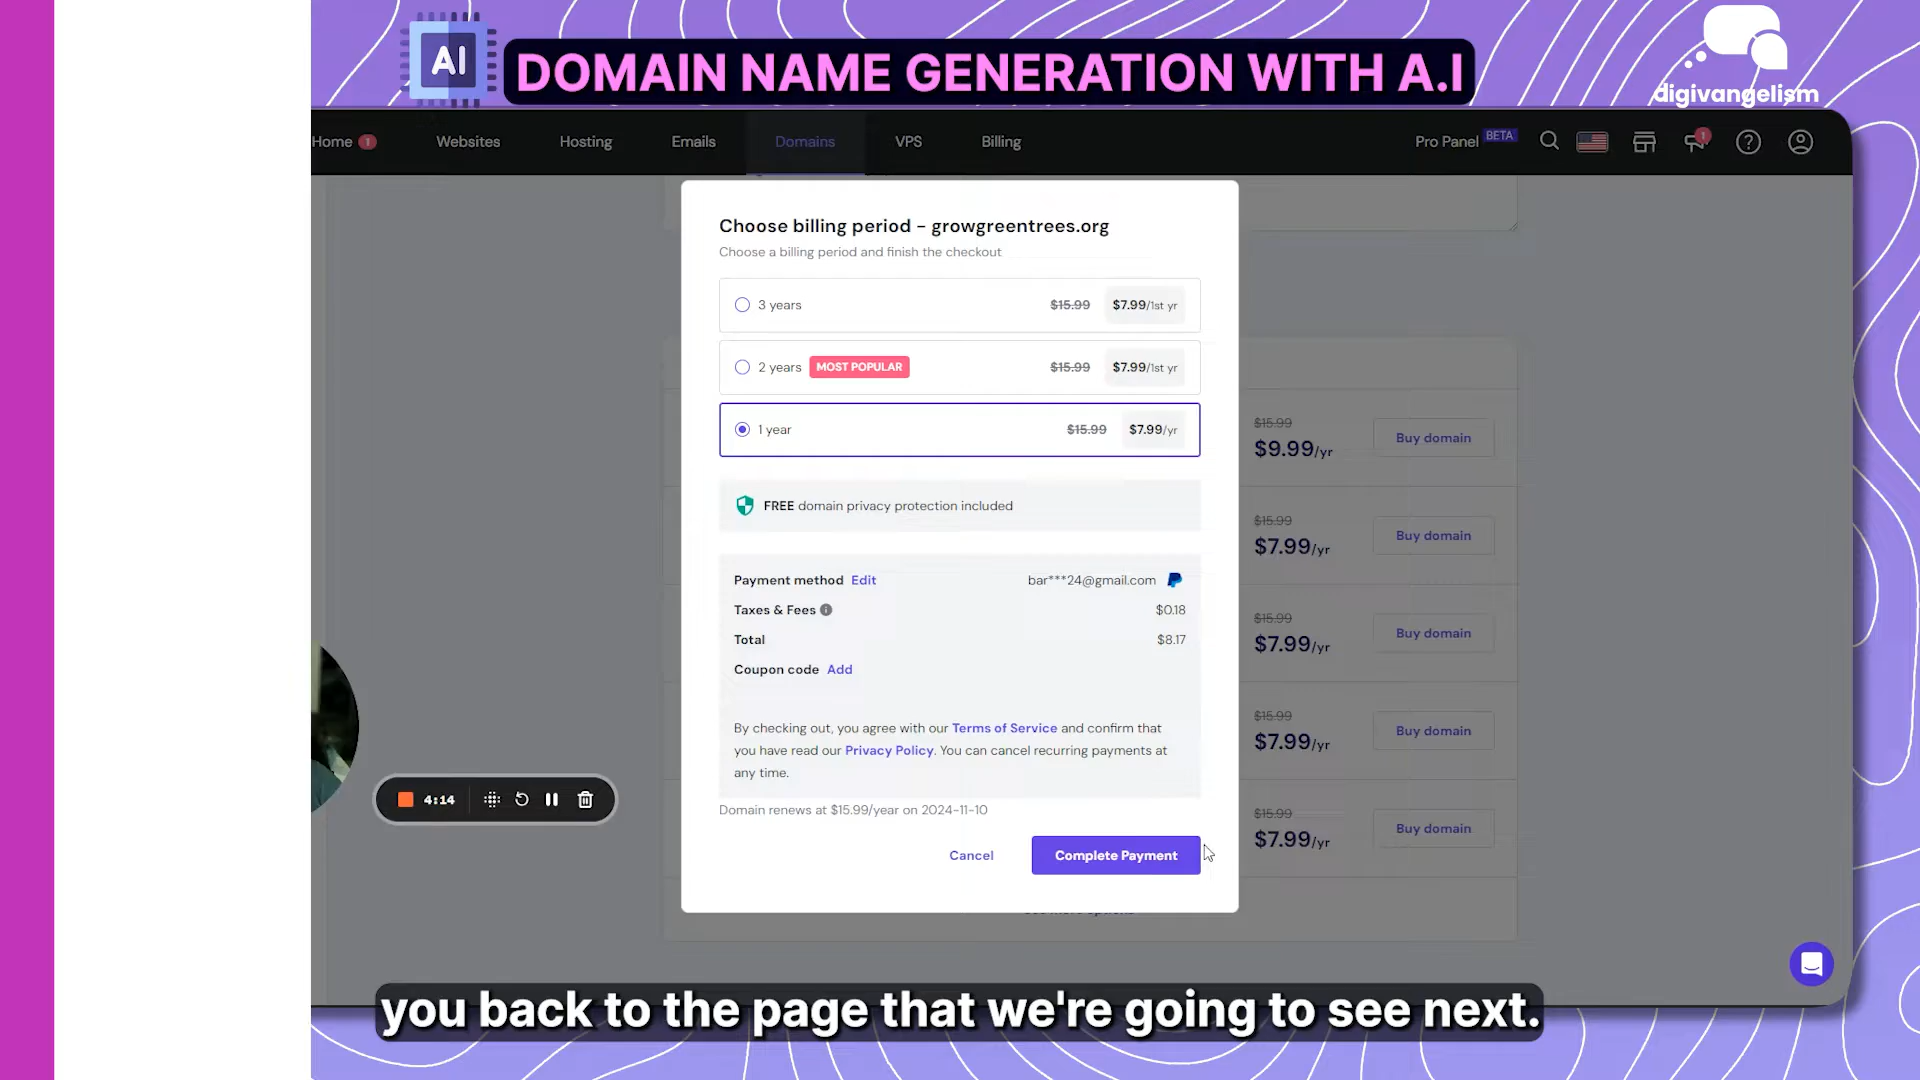 AI
DOMAIN NAME GENERATION WITH A.I
digivangelism
Home 1
Websites
Hosting
Emails
Domains
VPS
Billing
Pro Panel BETA
1
Choose billing period - growgreentrees.org
Choose a billing period and finish the checkout
3 years $15.99 $7.99/1st yr
2 years MOST POPULAR $15.99 $7.99/1st yr
1 year $15.99 $7.99/yr
FREE domain privacy protection included
Payment method Edit bar***24@gmail.com
Taxes & Fees $0.18
Total $8.17
Coupon code Add
By checking out, you agree with our Terms of Service and confirm that
you have read our Privacy Policy. You can cancel recurring payments at
any time.
Domain renews at $15.99/year on 2024-11-10
Cancel
Complete Payment
$15.99
$9.99/yr
Buy domain
$15.99
$7.99/yr
Buy domain
$15.99
$7.99/yr
Buy domain
$15.99
$7.99/yr
Buy domain
$15.99
$7.99/yr
Buy domain
4:14
you back to the page that we're going to see next.